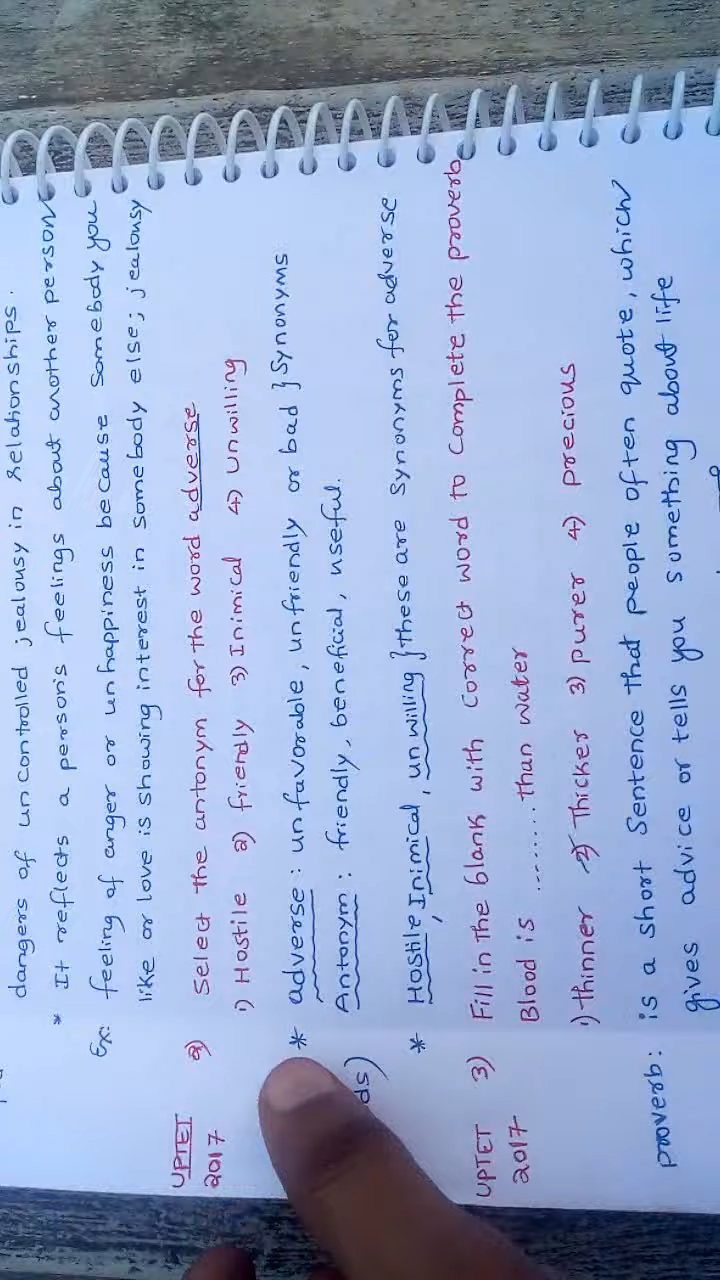 dangers of uncontrolled jealousy in relationships.
* It reflects a person's feelings about another person
Ex: feeling of anger or unhappiness because somebody you
like or love is showing interest in somebody else; jealousy
UPTET 2017 2) Select the antonym for the word adverse
1) Hostile 2) friendly 3) Inimical 4) unwilling
* adverse : unfavorable, unfriendly or bad } synonyms
Antonym : friendly, beneficial, useful.
ds)
* Hostile, Inimical, unwilling } these are synonyms for adverse
UPTET 2017 3) Fill in the blank with correct word to complete the proverb
Blood is ........ than water
1) thinner 2) Thicker 3) purer 4) precious
proverb: is a short sentence that people often quote, which
gives advice or tells you something about life